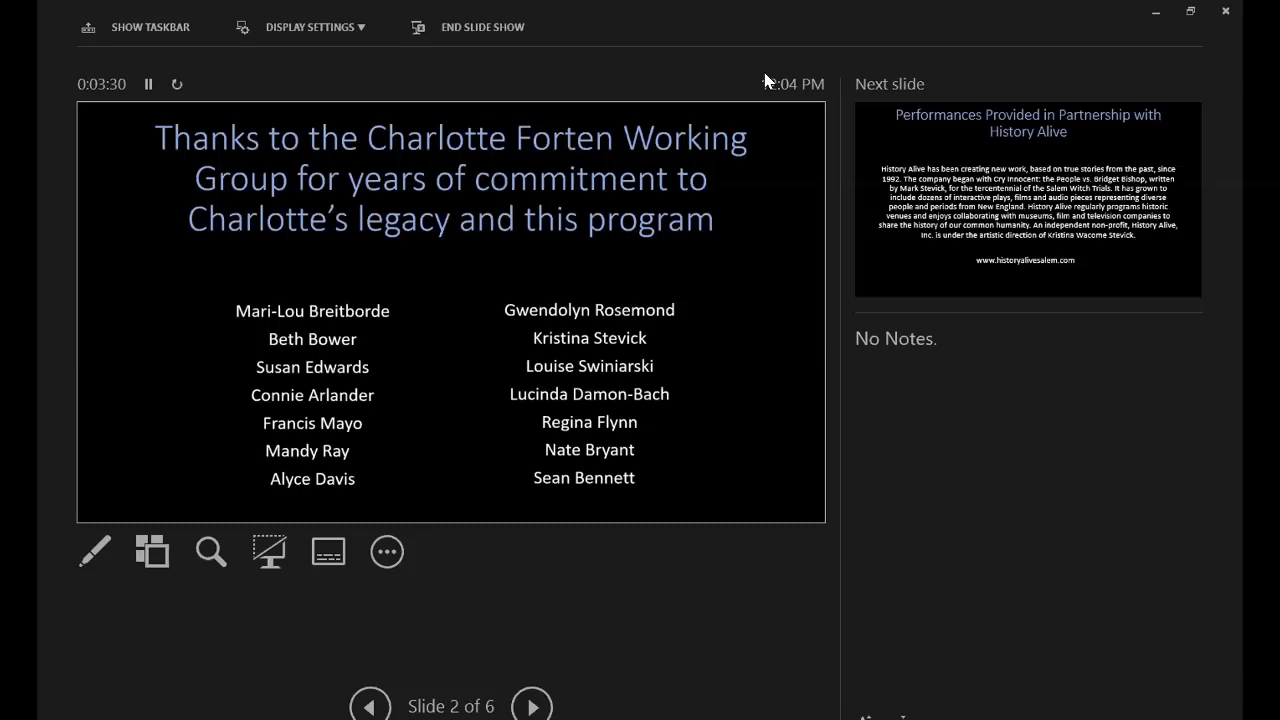 SHOW TASKBAR
DISPLAY SETTINGS
END SLIDE SHOW
0:03:30
:04 PM
Thanks to the Charlotte Forten Working
Group for years of commitment to
Charlotte’s legacy and this program
Mari-Lou Breitborde
Beth Bower
Susan Edwards
Connie Arlander
Francis Mayo
Mandy Ray
Alyce Davis
Gwendolyn Rosemond
Kristina Stevick
Louise Swiniarski
Lucinda Damon-Bach
Regina Flynn
Nate Bryant
Sean Bennett
Slide 2 of 6
Next slide
Performances Provided in Partnership with
History Alive
History Alive has been creating new work, based on true stories from the past, since
1992. The company began with Cry Innocent: the People vs. Bridget Bishop, written
by Mark Stevick, for the tercentennial of the Salem Witch Trials. It has grown to
include dozens of interactive plays, films and audio pieces representing diverse
people and periods from New England. History Alive regularly programs historic
venues and enjoys collaborating with museums, film and television companies to
share the history of our common humanity. An independent non-profit, History Alive,
Inc. is under the artistic direction of Kristina Wacome Stevick.
www.historyalivesalem.com
No Notes.